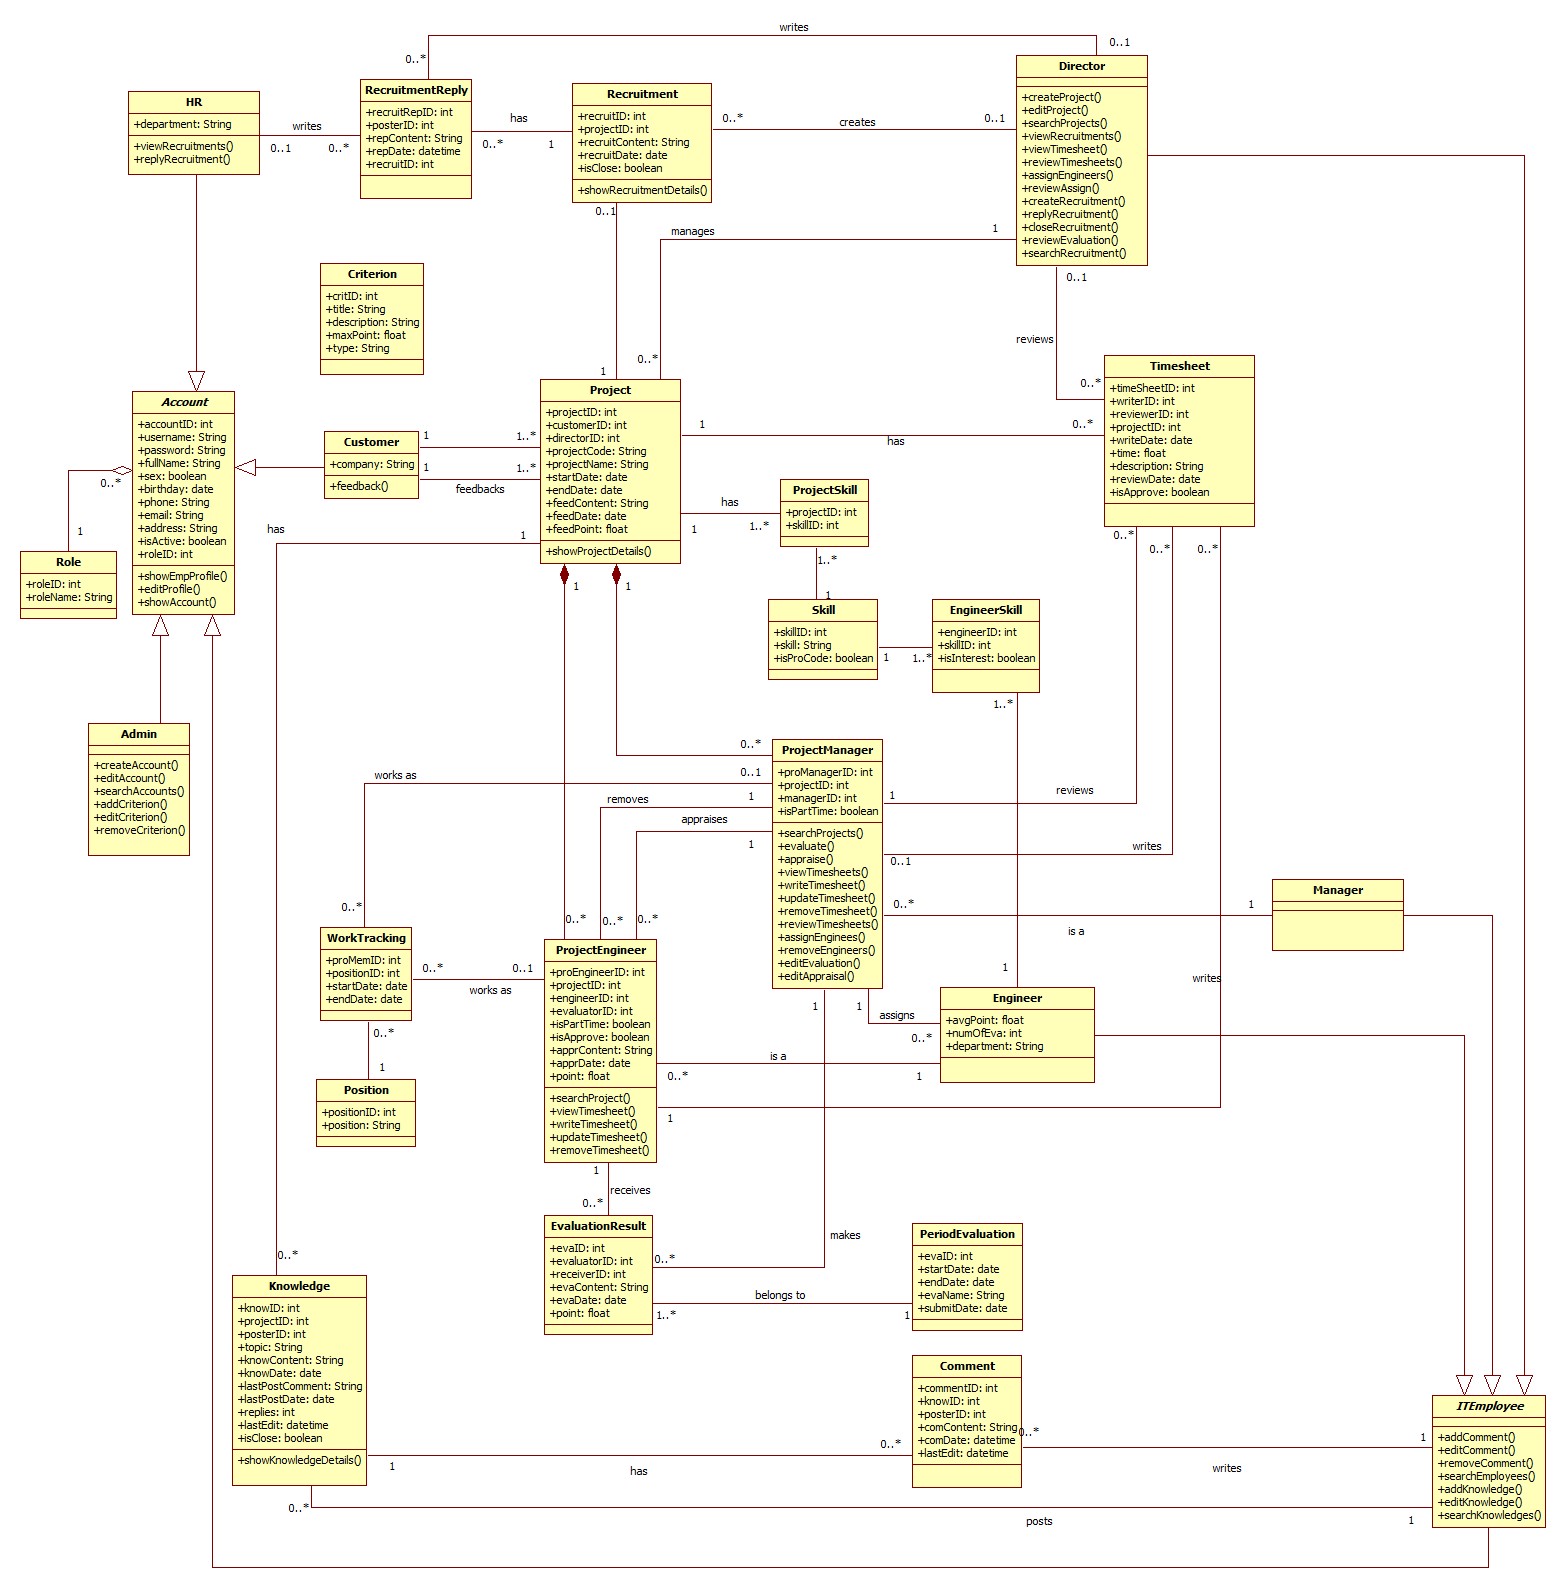 writes
0..*
0..1
HR
+department: String
+viewRecruitments()
+replyRecruitment()
writes
0..1
0..*
RecruitmentReply
+recruitRepID: int
+posterID: int
+repContent: String
+repDate: datetime
+recruitID: int
has
0..*
1
Recruitment
+recruitID: int
+projectID: int
+recruitContent: String
+recruitDate: date
+isClose: boolean
+showRecruitmentDetails()
0..*
creates
0..1
Director
+createProject()
+editProject()
+searchProjects()
+viewRecruitments()
+viewTimesheet()
+reviewTimesheets()
+assignEngineers()
+reviewAssign()
+createRecruitment()
+replyRecruitment()
+closeRecruitment()
+reviewEvaluation()
+searchRecruitment()
0..1
manages
1
0..1
reviews
0..*
1
0..*
Criterion
+critID: int
+title: String
+description: String
+maxPoint: float
+type: String
Account
+accountID: int
+username: String
+password: String
+fullName: String
+sex: boolean
+birthday: date
+phone: String
+email: String
+address: String
+isActive: boolean
+roleID: int
+showEmpProfile()
+editProfile()
+showAccount()
0..*
1
Role
+roleID: int
+roleName: String
Customer
+company: String
+feedback()
1
1..*
1
1..*
feedbacks
has
1
Project
+projectID: int
+customerID: int
+directorID: int
+projectCode: String
+projectName: String
+startDate: date
+endDate: date
+feedContent: String
+feedDate: date
+feedPoint: float
+showProjectDetails()
1
has
0..*
Timesheet
+timeSheetID: int
+writerID: int
+reviewerID: int
+projectID: int
+writeDate: date
+time: float
+description: String
+reviewDate: date
+isApprove: boolean
has
1
1..*
ProjectSkill
+projectID: int
+skillID: int
1..*
1
0..*
0..*
0..*
1
1
Skill
+skillID: int
+skill: String
+isProCode: boolean
1
1..*
EngineerSkill
+engineerID: int
+skillID: int
+isInterest: boolean
1..*
Admin
+createAccount()
+editAccount()
+searchAccounts()
+addCriterion()
+editCriterion()
+removeCriterion()
0..*
works as
0..1
removes
1
appraises
1
ProjectManager
+proManagerID: int
+projectID: int
+managerID: int
+isPartTime: boolean
+searchProjects()
+evaluate()
+appraise()
+viewTimesheets()
+writeTimesheet()
+updateTimesheet()
+removeTimesheet()
+reviewTimesheets()
+assignEnginees()
+removeEngineers()
+editEvaluation()
+editAppraisal()
1
reviews
0..1
writes
0..*
1
is a
Manager
0..*
0..*
0..*
0..*
WorkTracking
+proMemID: int
+positionID: int
+startDate: date
+endDate: date
0..*
0..1
works as
0..*
1
Position
+positionID: int
+position: String
ProjectEngineer
+proEngineerID: int
+projectID: int
+engineerID: int
+evaluatorID: int
+isPartTime: boolean
+isApprove: boolean
+apprContent: String
+apprDate: date
+point: float
+searchProject()
+viewTimesheet()
+writeTimesheet()
+updateTimesheet()
+removeTimesheet()
1
1
assigns
0..*
1
Engineer
+avgPoint: float
+numOfEva: int
+department: String
writes
is a
0..*
1
1
1
receives
0..*
EvaluationResult
+evaID: int
+evaluatorID: int
+receiverID: int
+evaContent: String
+evaDate: date
+point: float
makes
0..*
belongs to
1..*
1
PeriodEvaluation
+evaID: int
+startDate: date
+endDate: date
+evaName: String
+submitDate: date
0..*
Knowledge
+knowID: int
+projectID: int
+posterID: int
+topic: String
+knowContent: String
+knowDate: date
+lastPostComment: String
+lastPostDate: date
+replies: int
+lastEdit: datetime
+isClose: boolean
+showKnowledgeDetails()
1
has
0..*
Comment
+commentID: int
+knowID: int
+posterID: int
+comContent: String
+comDate: datetime
+lastEdit: datetime
0..*
writes
1
0..*
posts
1
ITEmployee
+addComment()
+editComment()
+removeComment()
+searchEmployees()
+addKnowledge()
+editKnowledge()
+searchKnowledges()